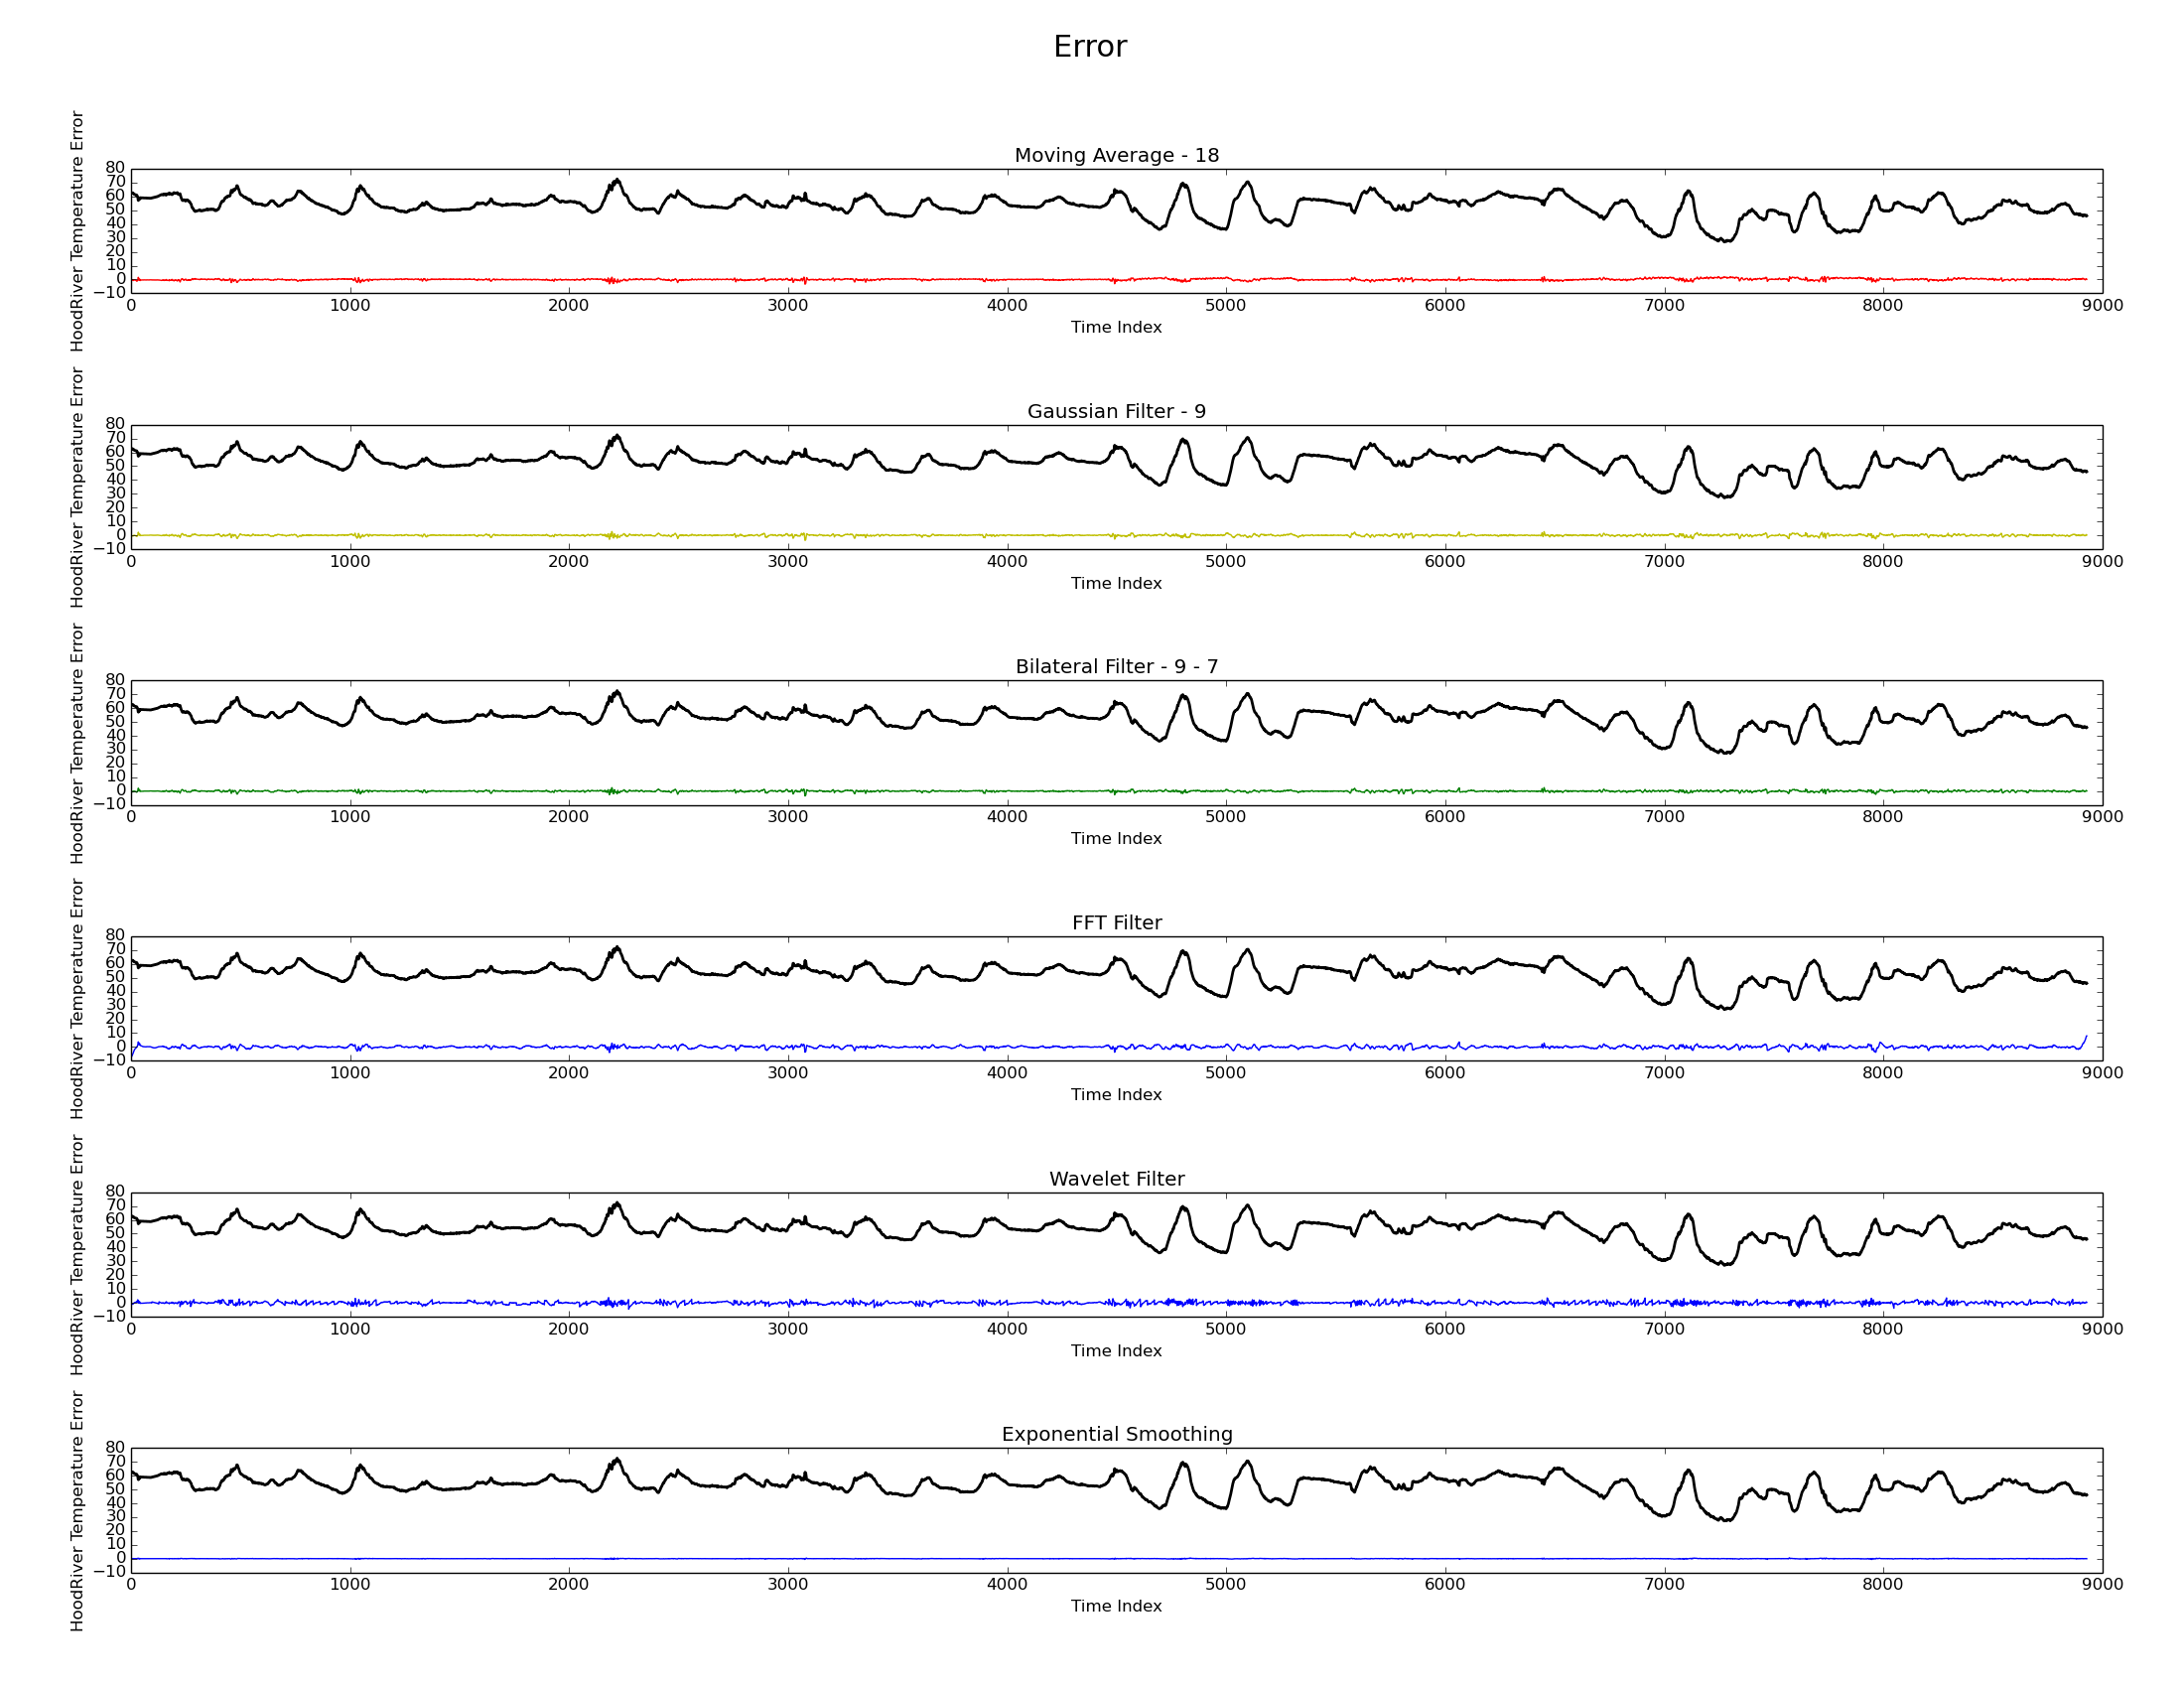 Error
Moving Average - 18
HoodRiver Temperature Error
80
70
60
50
40
30
20
10
0
−10
0 1000 2000 3000 4000 5000 6000 7000 8000 9000
Time Index
Gaussian Filter - 9
HoodRiver Temperature Error
80
70
60
50
40
30
20
10
0
−10
0 1000 2000 3000 4000 5000 6000 7000 8000 9000
Time Index
Bilateral Filter - 9 - 7
HoodRiver Temperature Error
80
70
60
50
40
30
20
10
0
−10
0 1000 2000 3000 4000 5000 6000 7000 8000 9000
Time Index
FFT Filter
HoodRiver Temperature Error
80
70
60
50
40
30
20
10
0
−10
0 1000 2000 3000 4000 5000 6000 7000 8000 9000
Time Index
Wavelet Filter
HoodRiver Temperature Error
80
70
60
50
40
30
20
10
0
−10
0 1000 2000 3000 4000 5000 6000 7000 8000 9000
Time Index
Exponential Smoothing
HoodRiver Temperature Error
80
70
60
50
40
30
20
10
0
−10
0 1000 2000 3000 4000 5000 6000 7000 8000 9000
Time Index